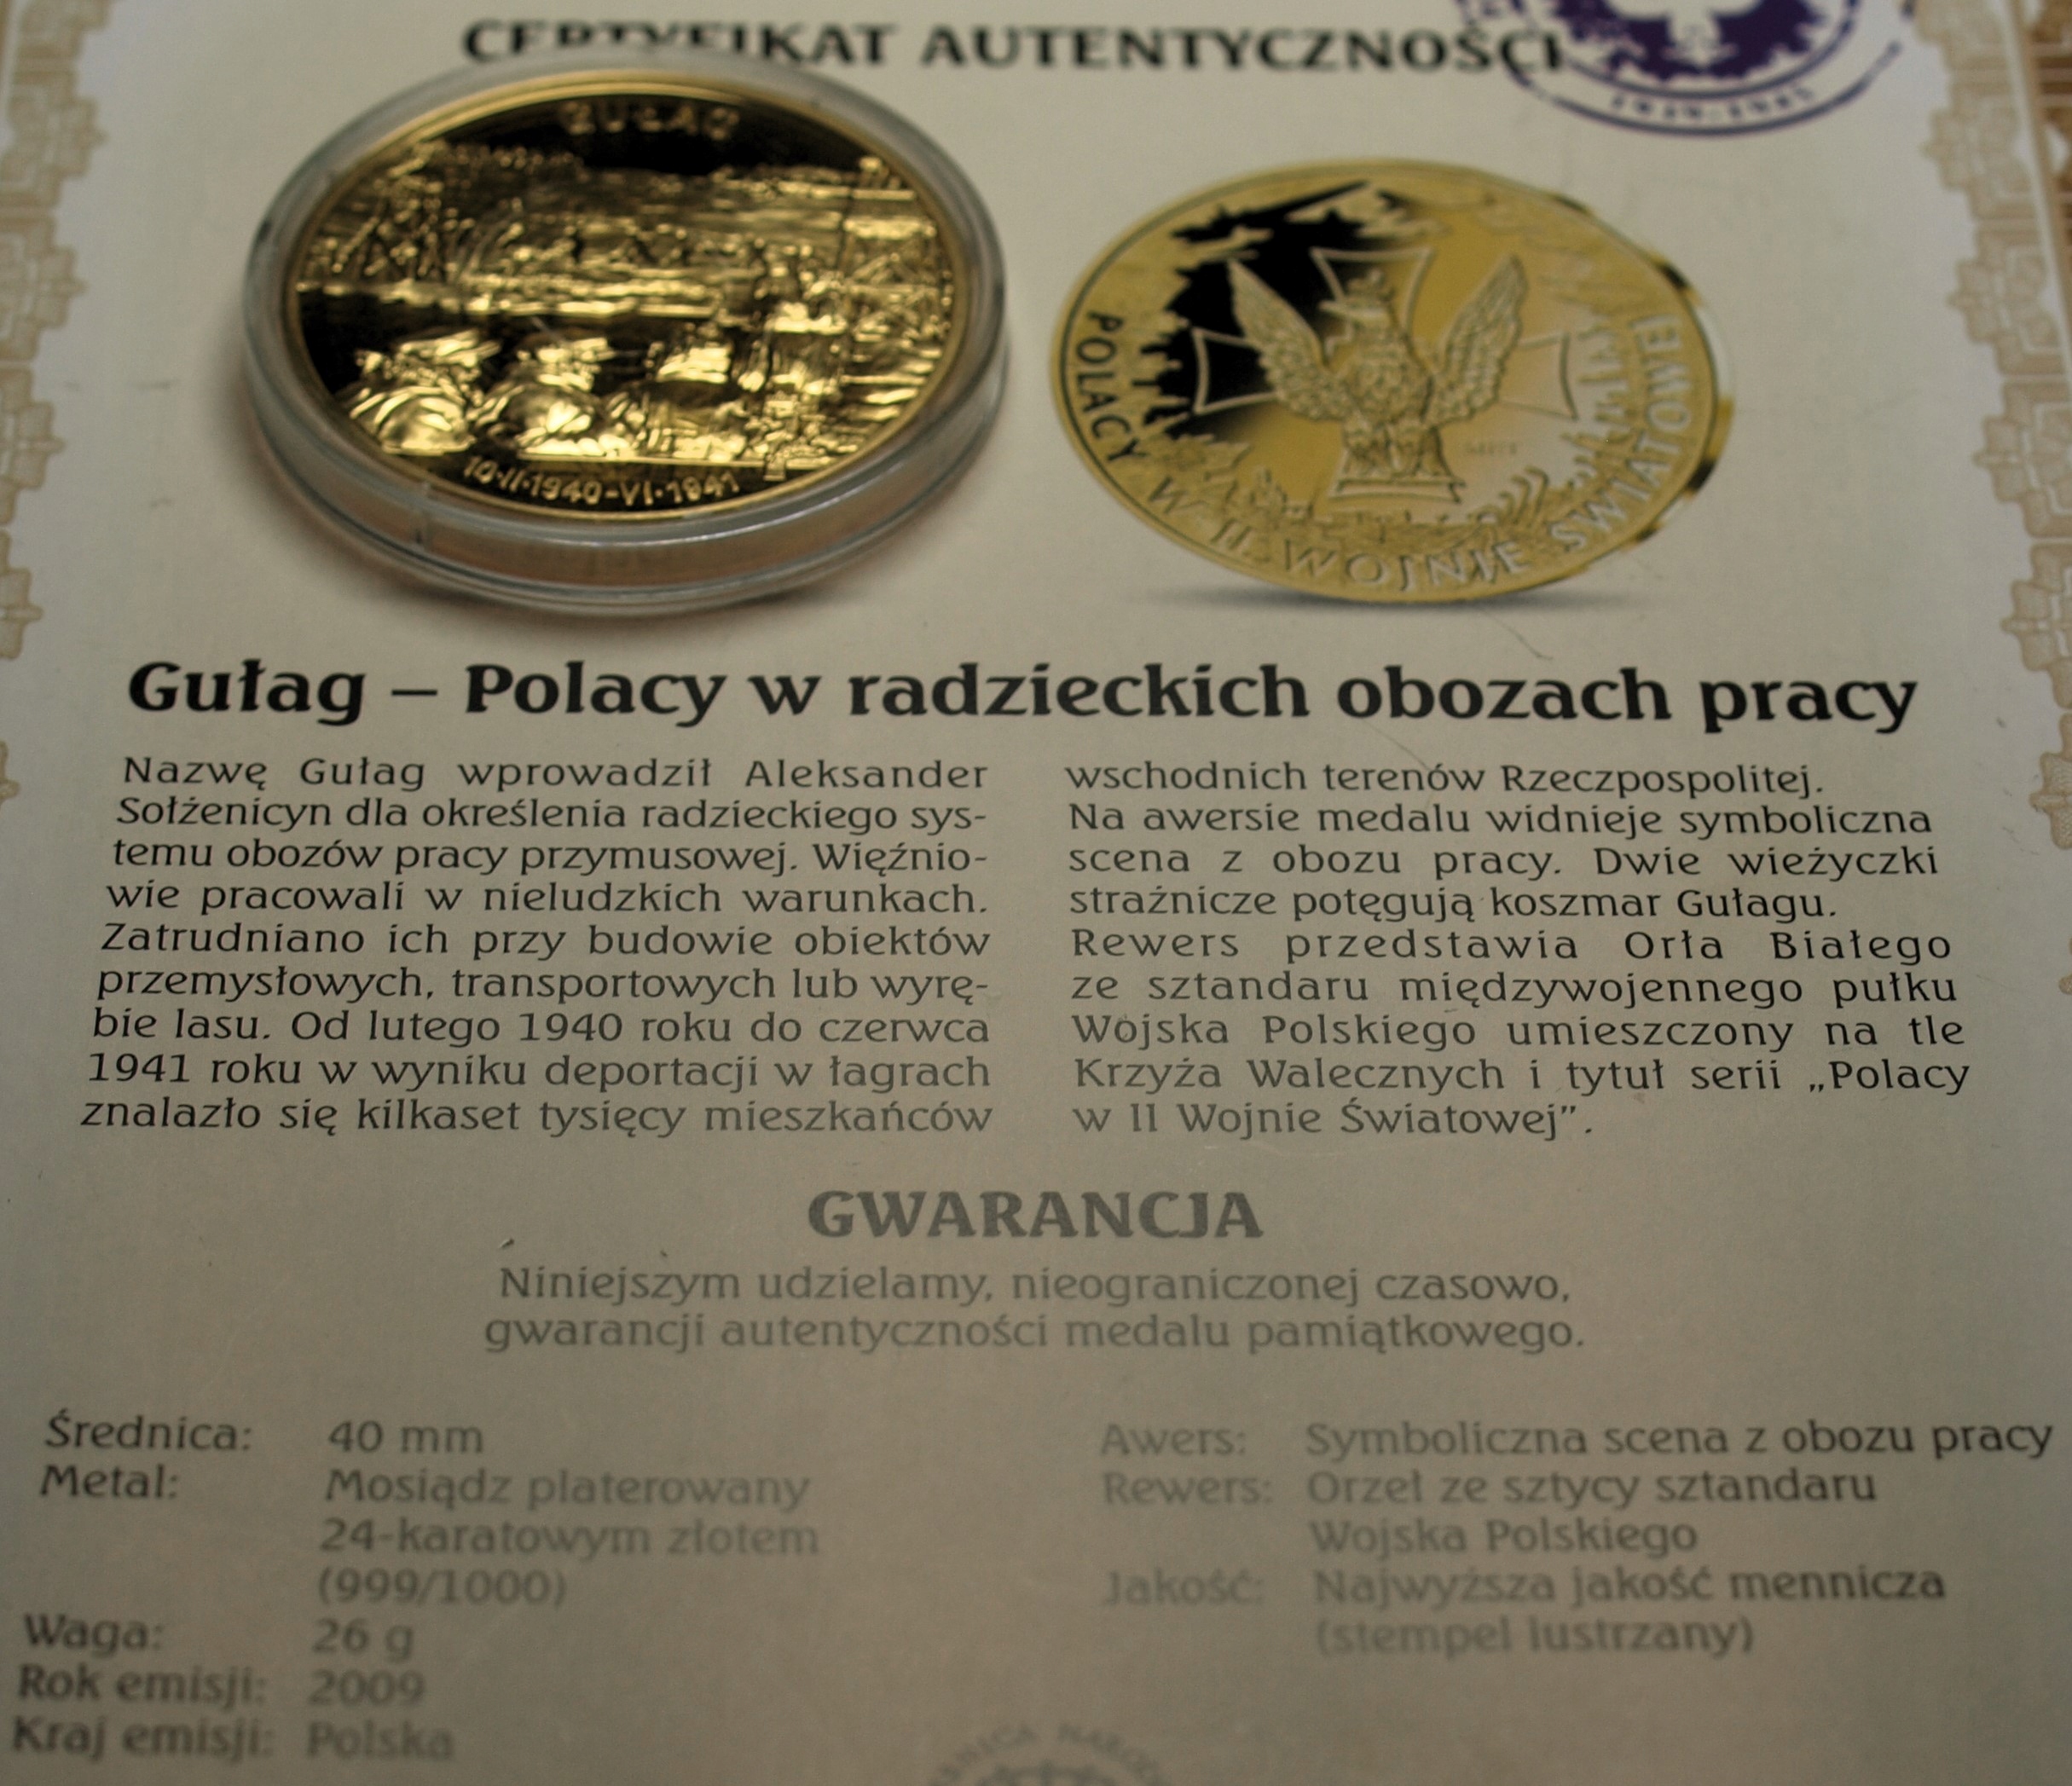 CERTYFIKAT AUTENTYCZNOŚCI
1939-1945
GUŁAG
10·II·1940-VI·1941
POLACY W II WOJNIE ŚWIATOWEJ
Gułag – Polacy w radzieckich obozach pracy
Nazwę Gułag wprowadził Aleksander
Sołżenicyn dla określenia radzieckiego sys-
temu obozów pracy przymusowej. Więźnio-
wie pracowali w nieludzkich warunkach.
Zatrudniano ich przy budowie obiektów
przemysłowych, transportowych lub wyrę-
bie lasu. Od lutego 1940 roku do czerwca
1941 roku w wyniku deportacji w łagrach
znalazło się kilkaset tysięcy mieszkańców
wschodnich terenów Rzeczpospolitej.
Na awersie medalu widnieje symboliczna
scena z obozu pracy. Dwie wieżyczki
strażnicze potęgują koszmar Gułagu.
Rewers przedstawia Orła Białego
ze sztandaru międzywojennego pułku
Wojska Polskiego umieszczony na tle
Krzyża Walecznych i tytuł serii „Polacy
w II Wojnie Światowej”.
GWARANCJA
Niniejszym udzielamy, nieograniczonej czasowo,
gwarancji autentyczności medalu pamiątkowego.
Średnica: 40 mm
Metal: Mosiądz platerowany
24-karatowym złotem
(999/1000)
Waga: 26 g
Rok emisji: 2009
Kraj emisji: Polska
Awers: Symboliczna scena z obozu pracy
Rewers: Orzeł ze sztycy sztandaru
Wojska Polskiego
Jakość: Najwyższa jakość mennicza
(stempel lustrzany)